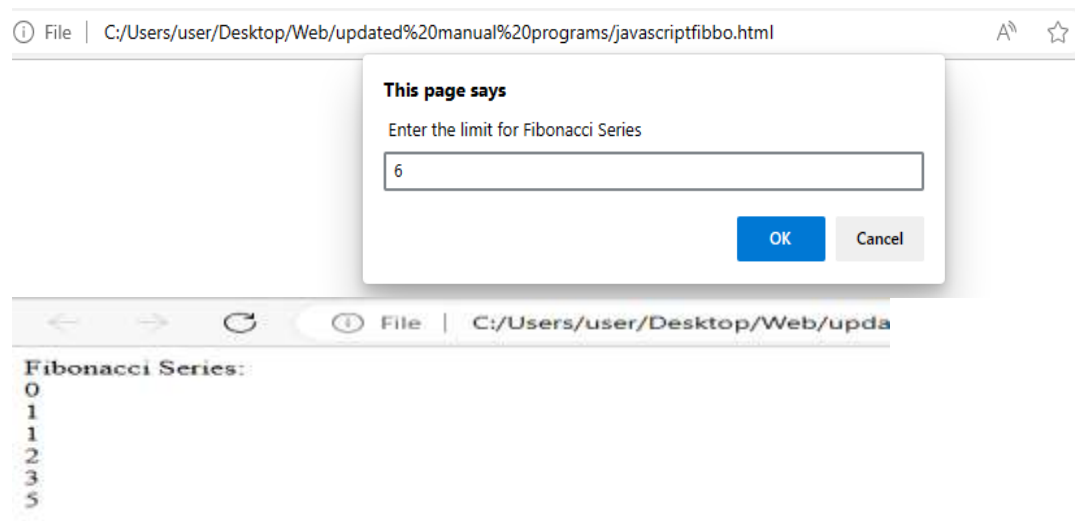 File | C:/Users/user/Desktop/Web/updated%20manual%20programs/javascriptfibbo.html
This page says
Enter the limit for Fibonacci Series
6
OK Cancel
File | C:/Users/user/Desktop/Web/upda
Fibonacci Series:
0
1
1
2
3
5